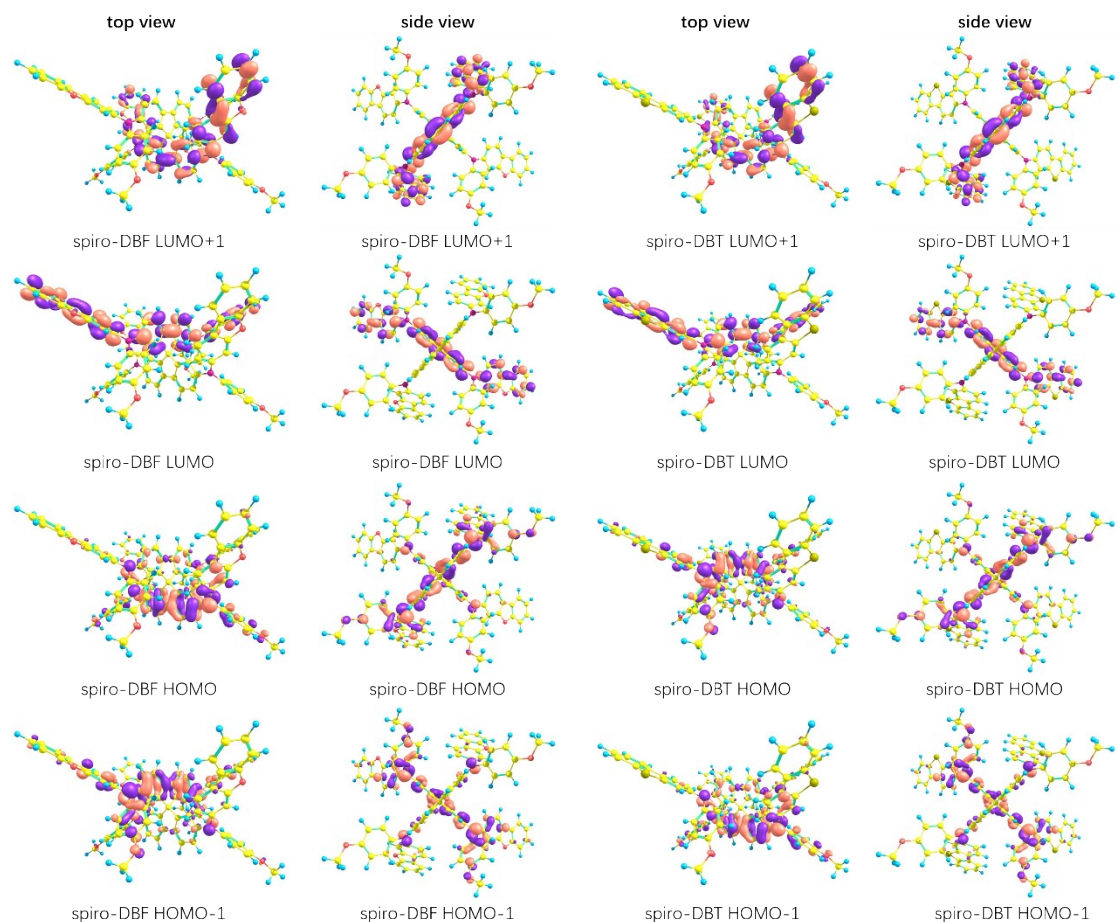 top view side view top view side view
spiro-DBF LUMO+1 spiro-DBF LUMO+1 spiro-DBT LUMO+1 spiro-DBT LUMO+1
spiro-DBF LUMO spiro-DBF LUMO spiro-DBT LUMO spiro-DBT LUMO
spiro-DBF HOMO spiro-DBF HOMO spiro-DBT HOMO spiro-DBT HOMO
spiro-DBF HOMO-1 spiro-DBF HOMO-1 spiro-DBT HOMO-1 spiro-DBT HOMO-1